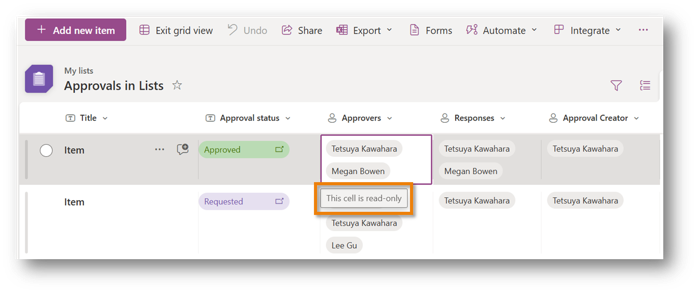 + Add new item Exit grid view Undo Share Export Forms Automate Integrate ...
My lists
Approvals in Lists
Title Approval status Approvers Responses Approval Creator
Item ... Approved Tetsuya Kawahara Tetsuya Kawahara Tetsuya Kawahara
Megan Bowen Megan Bowen
Item Requested This cell is read-only Tetsuya Kawahara Tetsuya Kawahara
Tetsuya Kawahara
Lee Gu